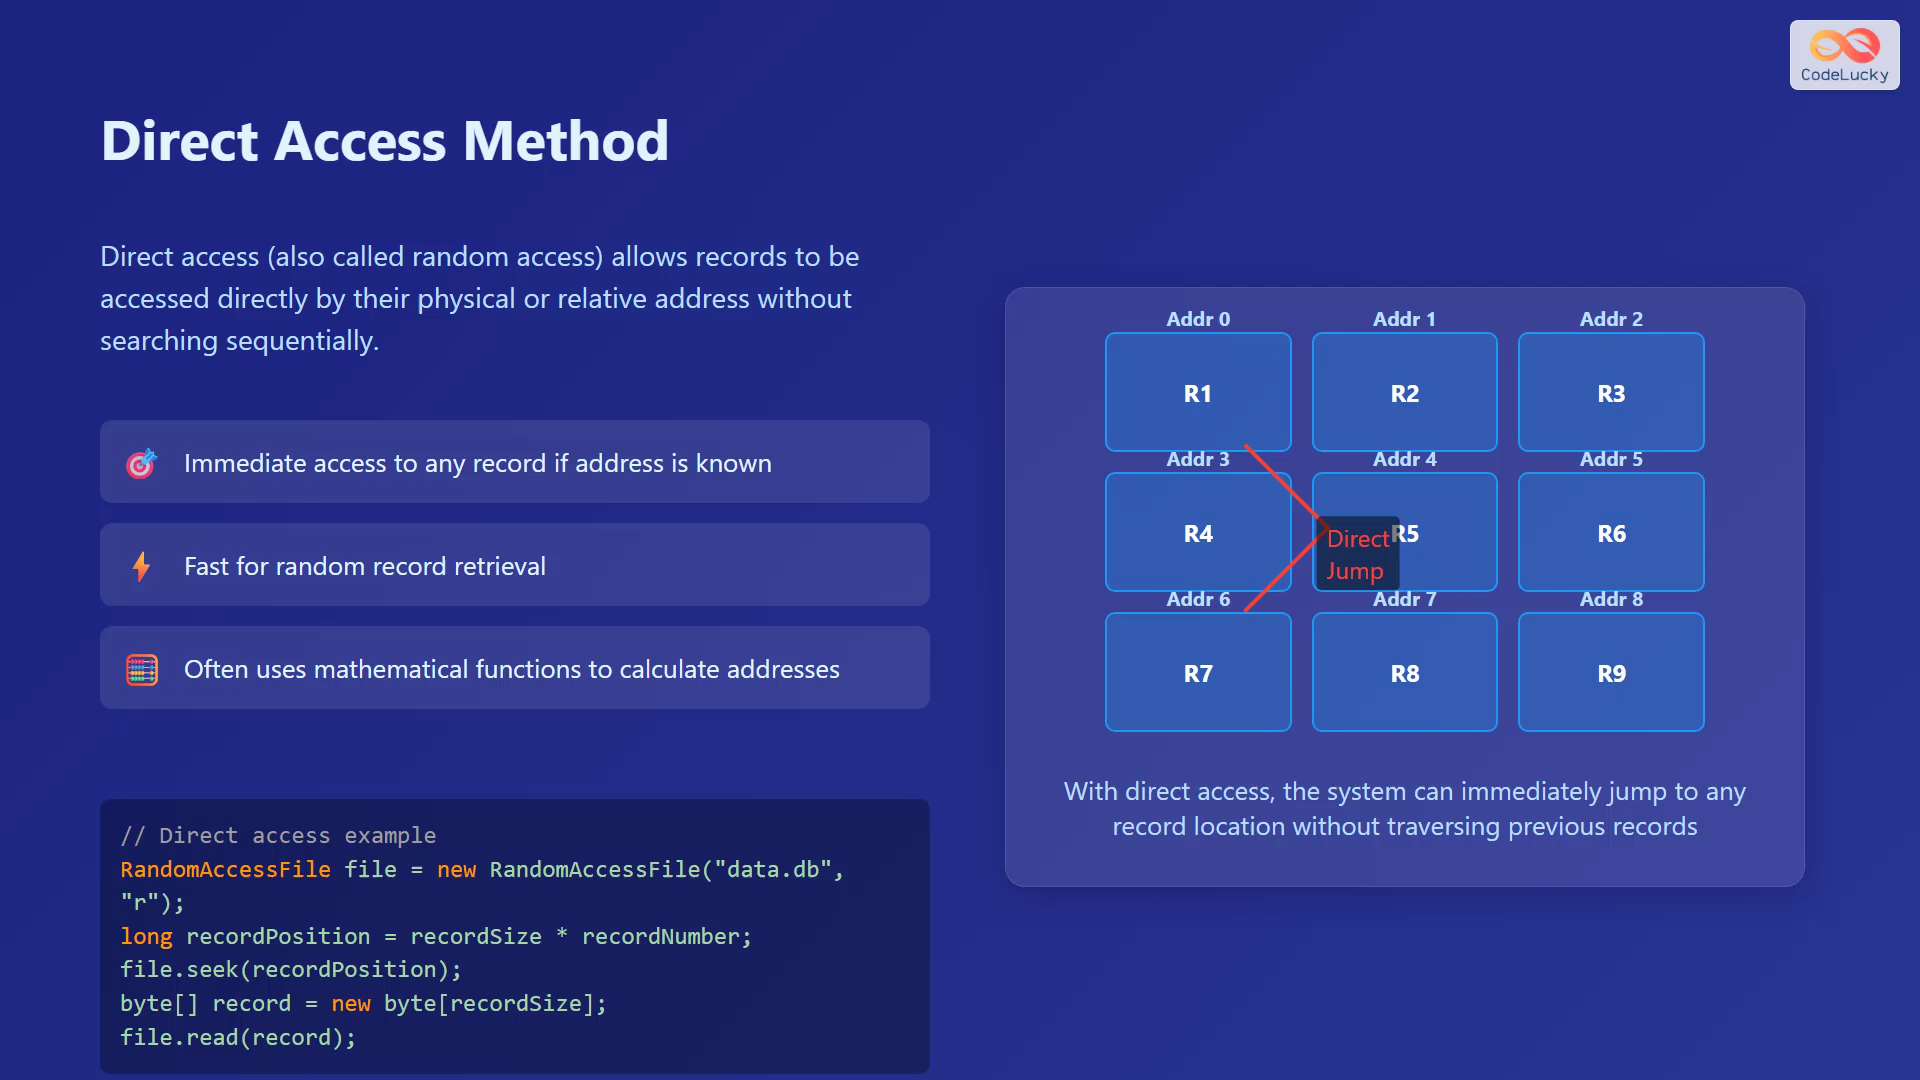 CodeLucky
Direct Access Method
Direct access (also called random access) allows records to be
accessed directly by their physical or relative address without
searching sequentially.
Immediate access to any record if address is known
Fast for random record retrieval
Often uses mathematical functions to calculate addresses
// Direct access example
RandomAccessFile file = new RandomAccessFile("data.db",
"r");
long recordPosition = recordSize * recordNumber;
file.seek(recordPosition);
byte[] record = new byte[recordSize];
file.read(record);
Addr 0 Addr 1 Addr 2
R1 R2 R3
Addr 3 Addr 4 Addr 5
R4 R5 R6
Direct
Jump
Addr 6 Addr 7 Addr 8
R7 R8 R9
With direct access, the system can immediately jump to any
record location without traversing previous records